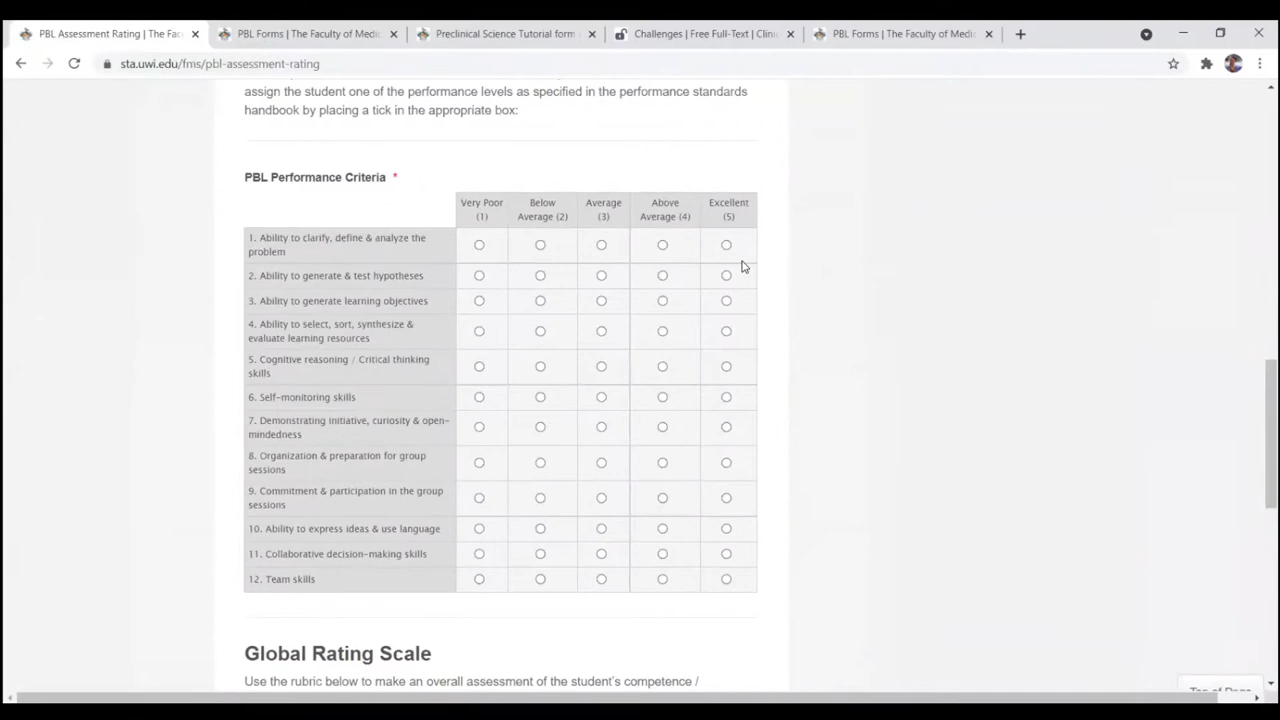 PBL Assessment Rating | The Fac
PBL Forms | The Faculty of Medic
Preclinical Science Tutorial form
Challenges | Free Full-Text | Clinic
PBL Forms | The Faculty of Medic
sta.uwi.edu/fms/pbl-assessment-rating
assign the student one of the performance levels as specified in the performance standards
handbook by placing a tick in the appropriate box:
PBL Performance Criteria *
Very Poor (1)
Below Average (2)
Average (3)
Above Average (4)
Excellent (5)
1. Ability to clarify, define & analyze the
problem
2. Ability to generate & test hypotheses
3. Ability to generate learning objectives
4. Ability to select, sort, synthesize &
evaluate learning resources
5. Cognitive reasoning / Critical thinking
skills
6. Self-monitoring skills
7. Demonstrating initiative, curiosity & open-
mindedness
8. Organization & preparation for group
sessions
9. Commitment & participation in the group
sessions
10. Ability to express ideas & use language
11. Collaborative decision-making skills
12. Team skills
Global Rating Scale
Use the rubric below to make an overall assessment of the student's competence /
Top of Page